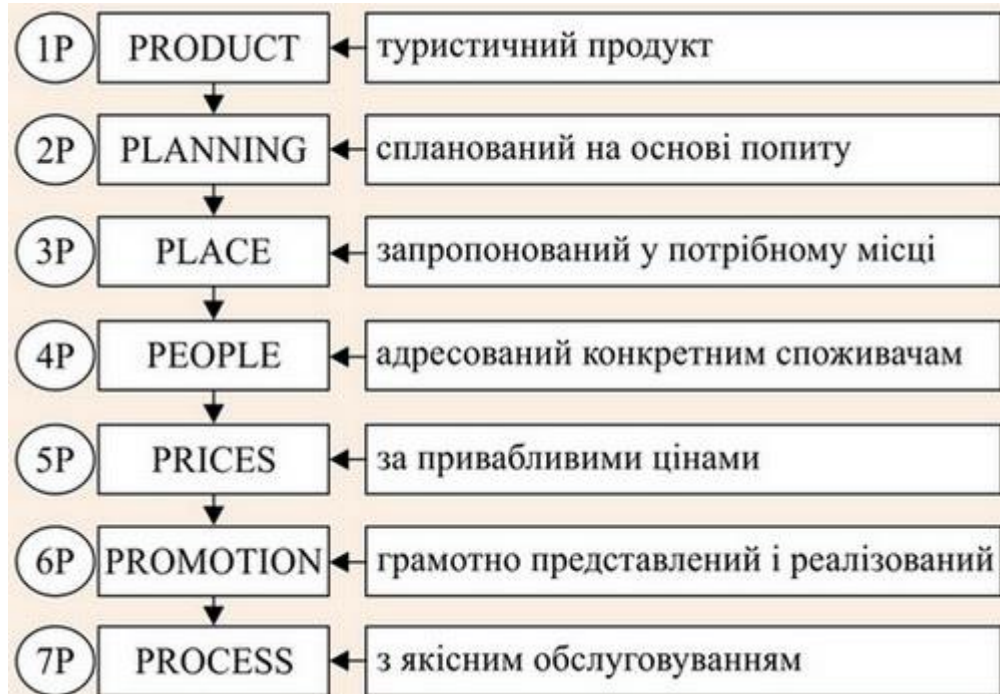 1P PRODUCT туристичний продукт
2P PLANNING спланований на основі попиту
3P PLACE запропонований у потрібному місці
4P PEOPLE адресований конкретним споживачам
5P PRICES за привабливими цінами
6P PROMOTION грамотно представлений і реалізований
7P PROCESS з якісним обслуговуванням